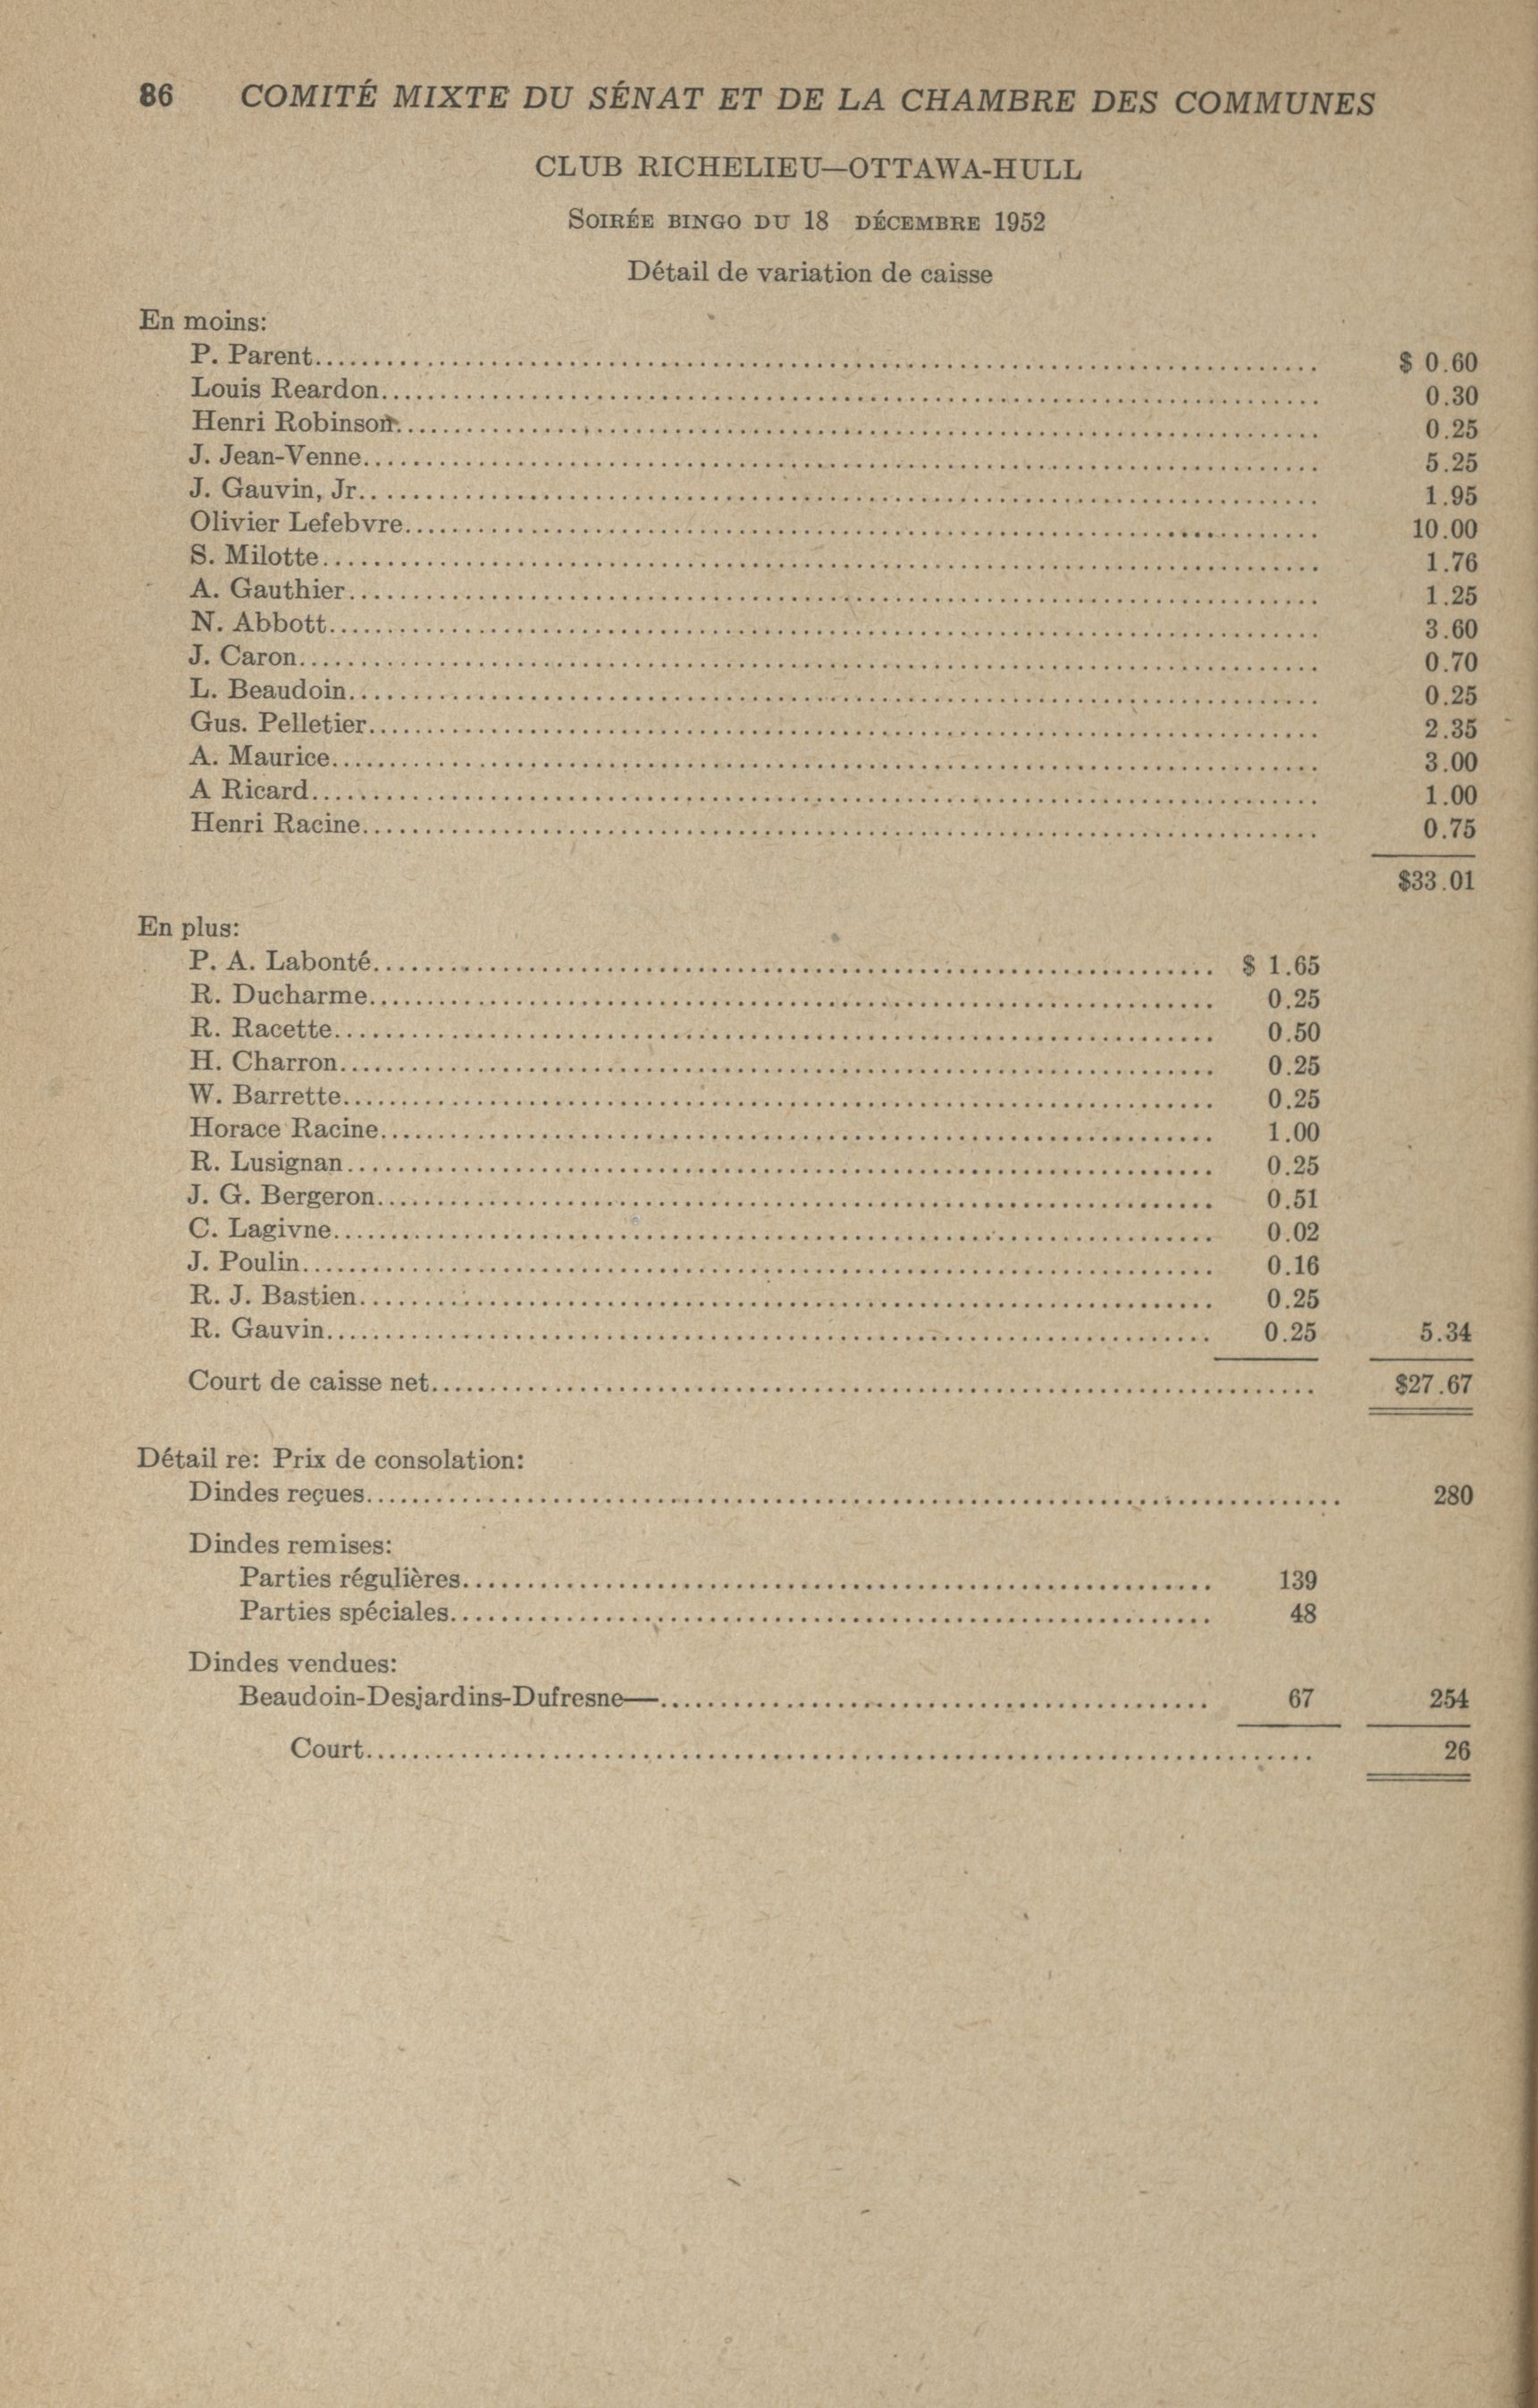 86 COMITÉ MIXTE DU SÉNAT ET DE LA CHAMBRE DES COMMUNES
CLUB RICHELIEU—OTTAWA-HULL
SOIRÉE BINGO DU 18 DÉCEMBRE 1952
Détail de variation de caisse
En moins:
P. Parent.......... $ 0.60
Louis Reardon.......... 0.30
Henri Robinson.......... 0.25
J. Jean-Venne.......... 5.25
J. Gauvin, Jr.......... 1.95
Olivier Lefebvre.......... 10.00
S. Milotte.......... 1.76
A. Gauthier.......... 1.25
N. Abbott.......... 3.60
J. Caron.......... 0.70
L. Beaudoin.......... 0.25
Gus. Pelletier.......... 2.35
A. Maurice.......... 3.00
A Ricard.......... 1.00
Henri Racine.......... 0.75
$33.01
En plus:
P. A. Labonté.......... $ 1.65
R. Ducharme.......... 0.25
R. Racette.......... 0.50
H. Charron.......... 0.25
W. Barrette.......... 0.25
Horace Racine.......... 1.00
R. Lusignan.......... 0.25
J. G. Bergeron.......... 0.51
C. Lagivne.......... 0.02
J. Poulin.......... 0.16
R. J. Bastien.......... 0.25
R. Gauvin.......... 0.25 5.34
Court de caisse net.......... $27.67
Détail re: Prix de consolation:
Dindes reçues.......... 280
Dindes remises:
Parties régulières.......... 139
Parties spéciales.......... 48
Dindes vendues:
Beaudoin-Desjardins-Dufresne—.......... 67 254
Court.......... 26